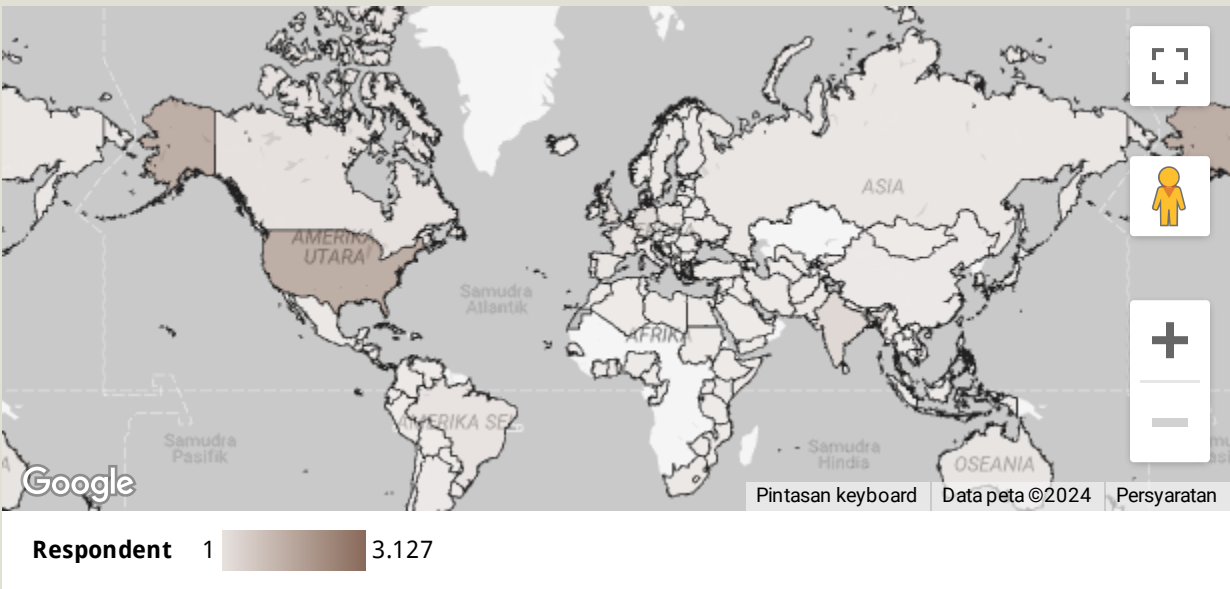 ASIA
AMERIKA
UTARA
Samudra
Atlantik
AFRIKA
AMERIKA SEL
Samudra
Pasifik
Samudra
Hindia
OSEANIA
Google
Pintasan keyboard
Data peta ©2024
Persyaratan
Respondent 1 3.127